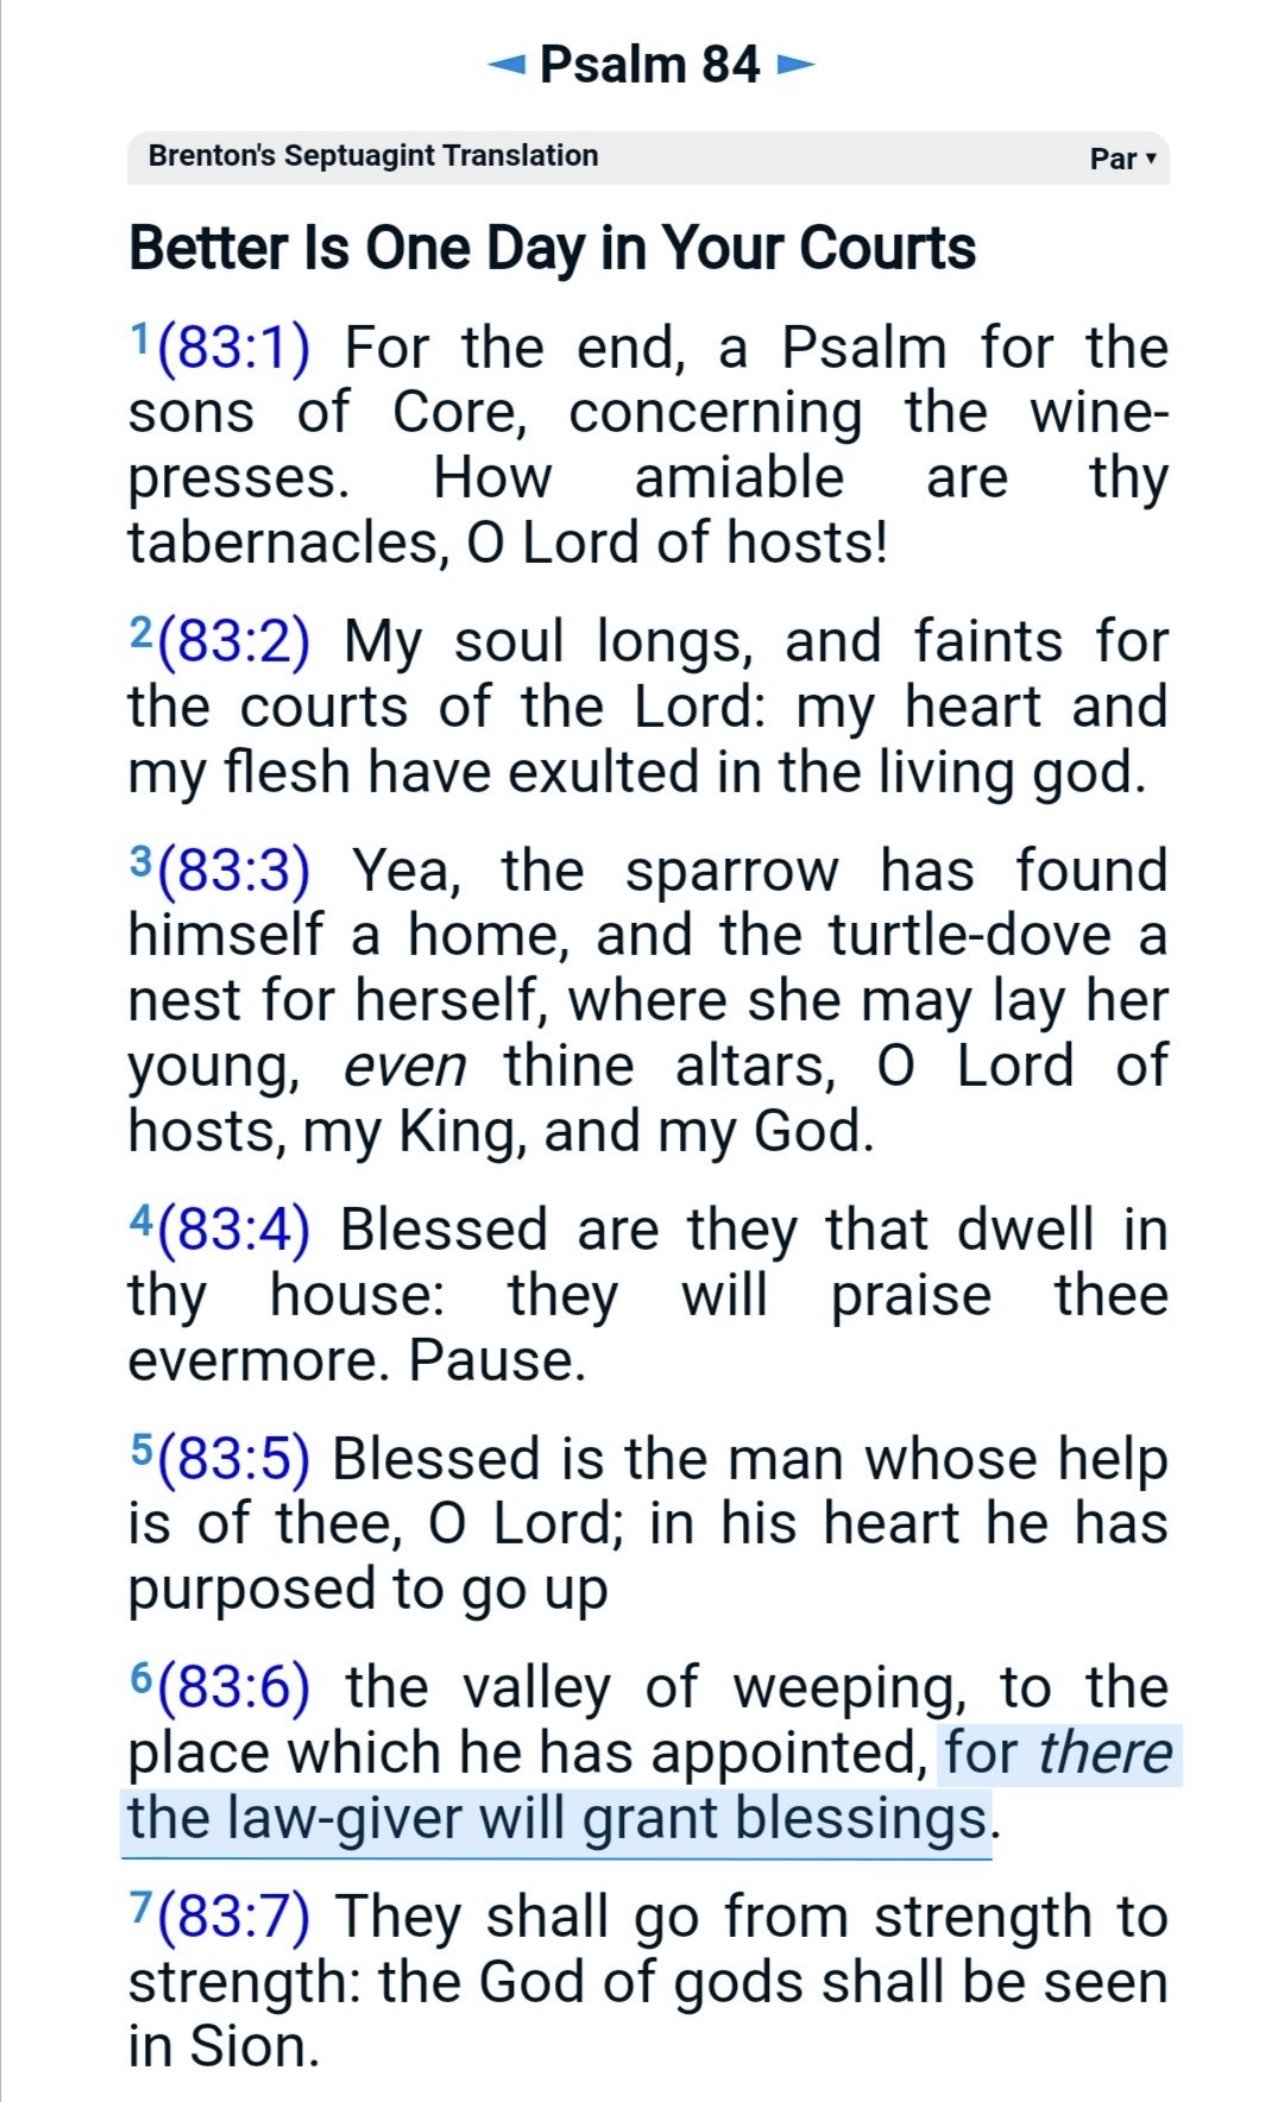 ◄ Psalm 84 ►
Brenton's Septuagint Translation Par ▾
Better Is One Day in Your Courts
1(83:1) For the end, a Psalm for the
sons of Core, concerning the wine-
presses. How amiable are thy
tabernacles, O Lord of hosts!
2(83:2) My soul longs, and faints for
the courts of the Lord: my heart and
my flesh have exulted in the living god.
3(83:3) Yea, the sparrow has found
himself a home, and the turtle-dove a
nest for herself, where she may lay her
young, even thine altars, O Lord of
hosts, my King, and my God.
4(83:4) Blessed are they that dwell in
thy house: they will praise thee
evermore. Pause.
5(83:5) Blessed is the man whose help
is of thee, O Lord; in his heart he has
purposed to go up
6(83:6) the valley of weeping, to the
place which he has appointed, for there
the law-giver will grant blessings.
7(83:7) They shall go from strength to
strength: the God of gods shall be seen
in Sion.